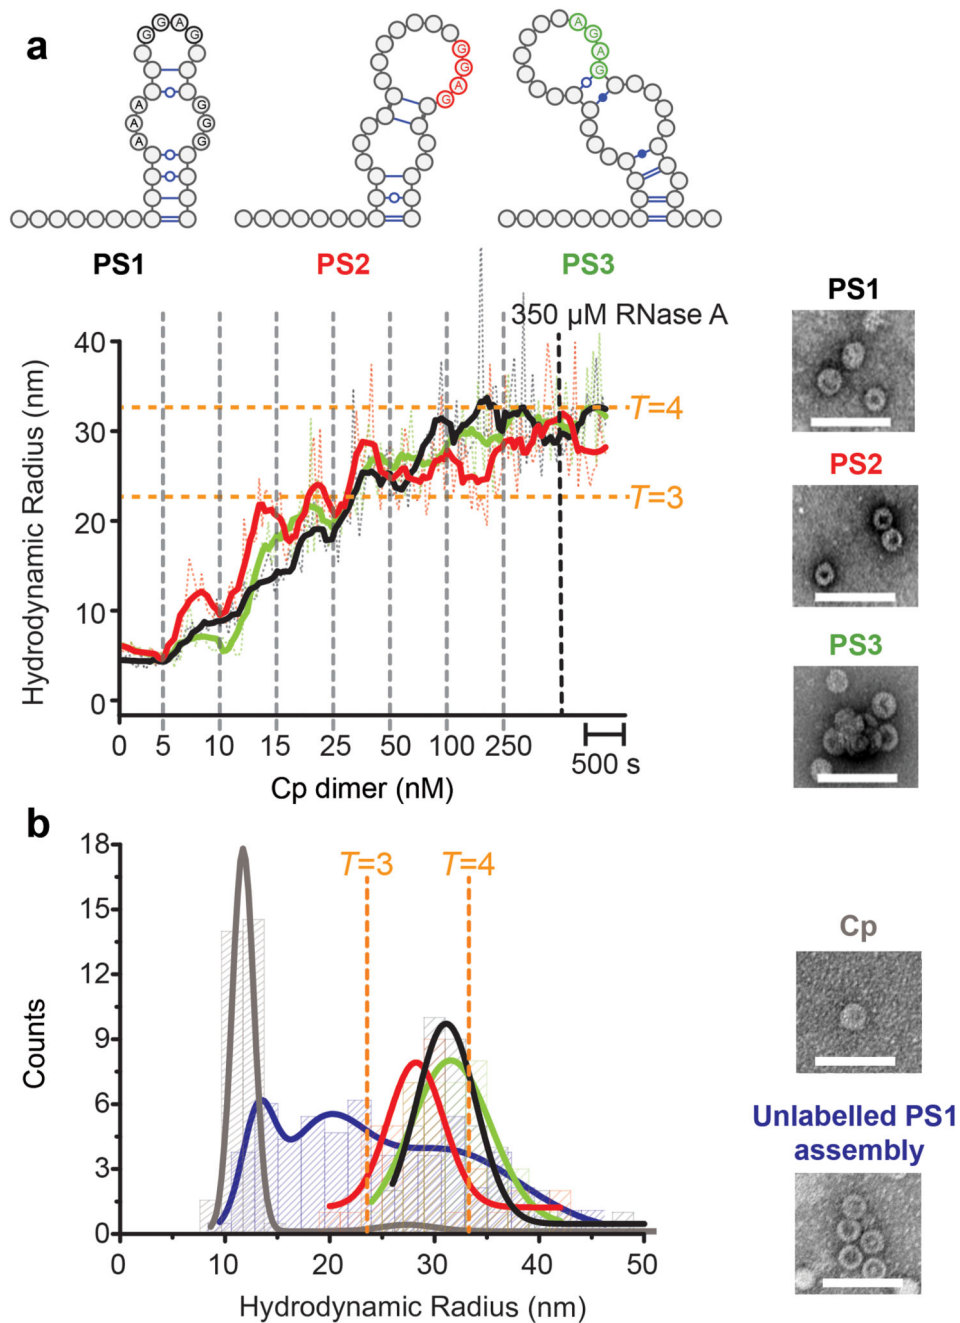 a
G G A G
A A A
G G G
G G A G
A G A G
PS1 PS2 PS3
350 µM RNase A
PS1
PS2
PS3
Hydrodynamic Radius (nm)
40
30
20
10
0
T=4
T=3
0 5 10 15 25 50 100 250
500 s
Cp dimer (nM)
b
Counts
18
15
12
9
6
3
0
T=3 T=4
0 10 20 30 40 50
Hydrodynamic Radius (nm)
Cp
Unlabelled PS1
assembly